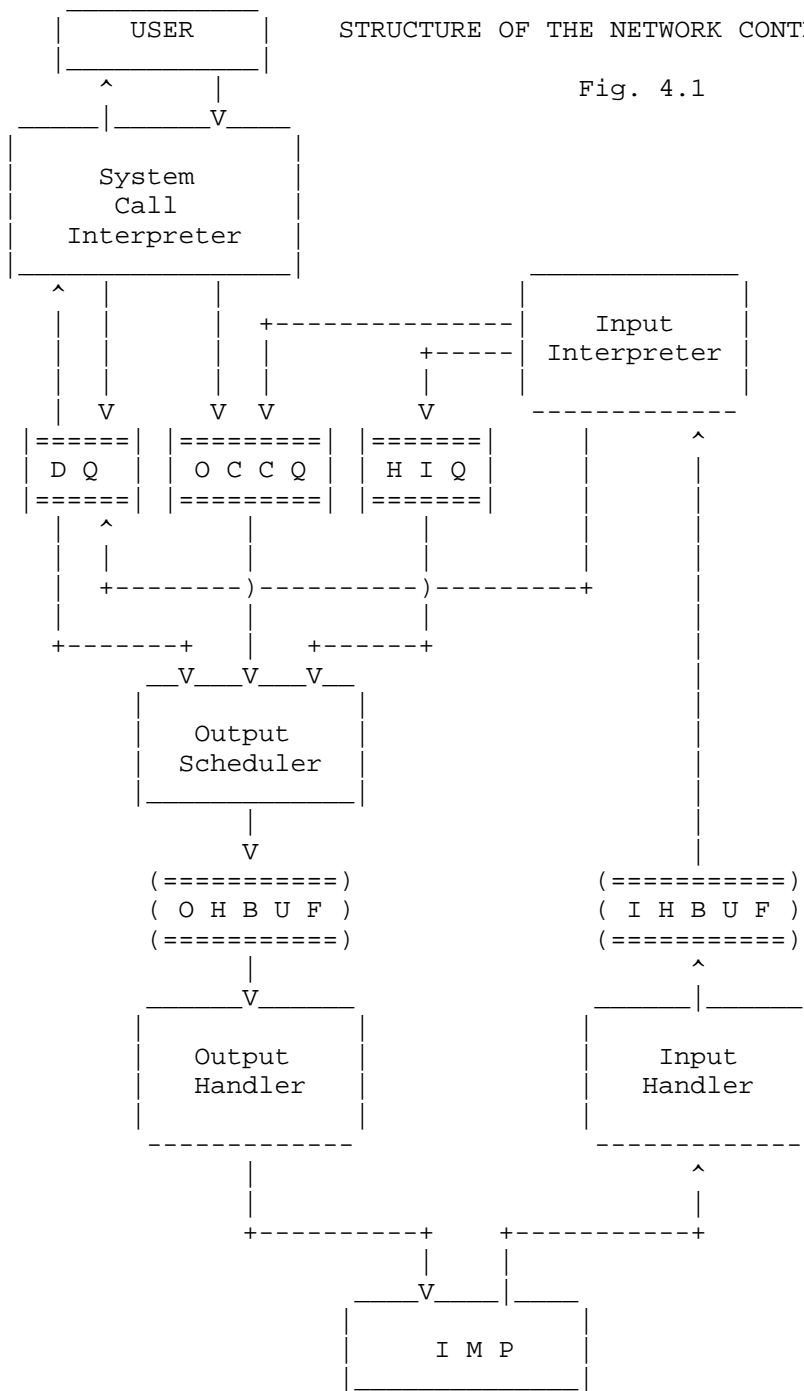 USER
STRUCTURE OF THE NETWORK CONT
Fig. 4.1
System
Call
Interpreter
Input
Interpreter
D Q
O C C Q
H I Q
Output
Scheduler
O H B U F
I H B U F
Output
Handler
Input
Handler
I M P